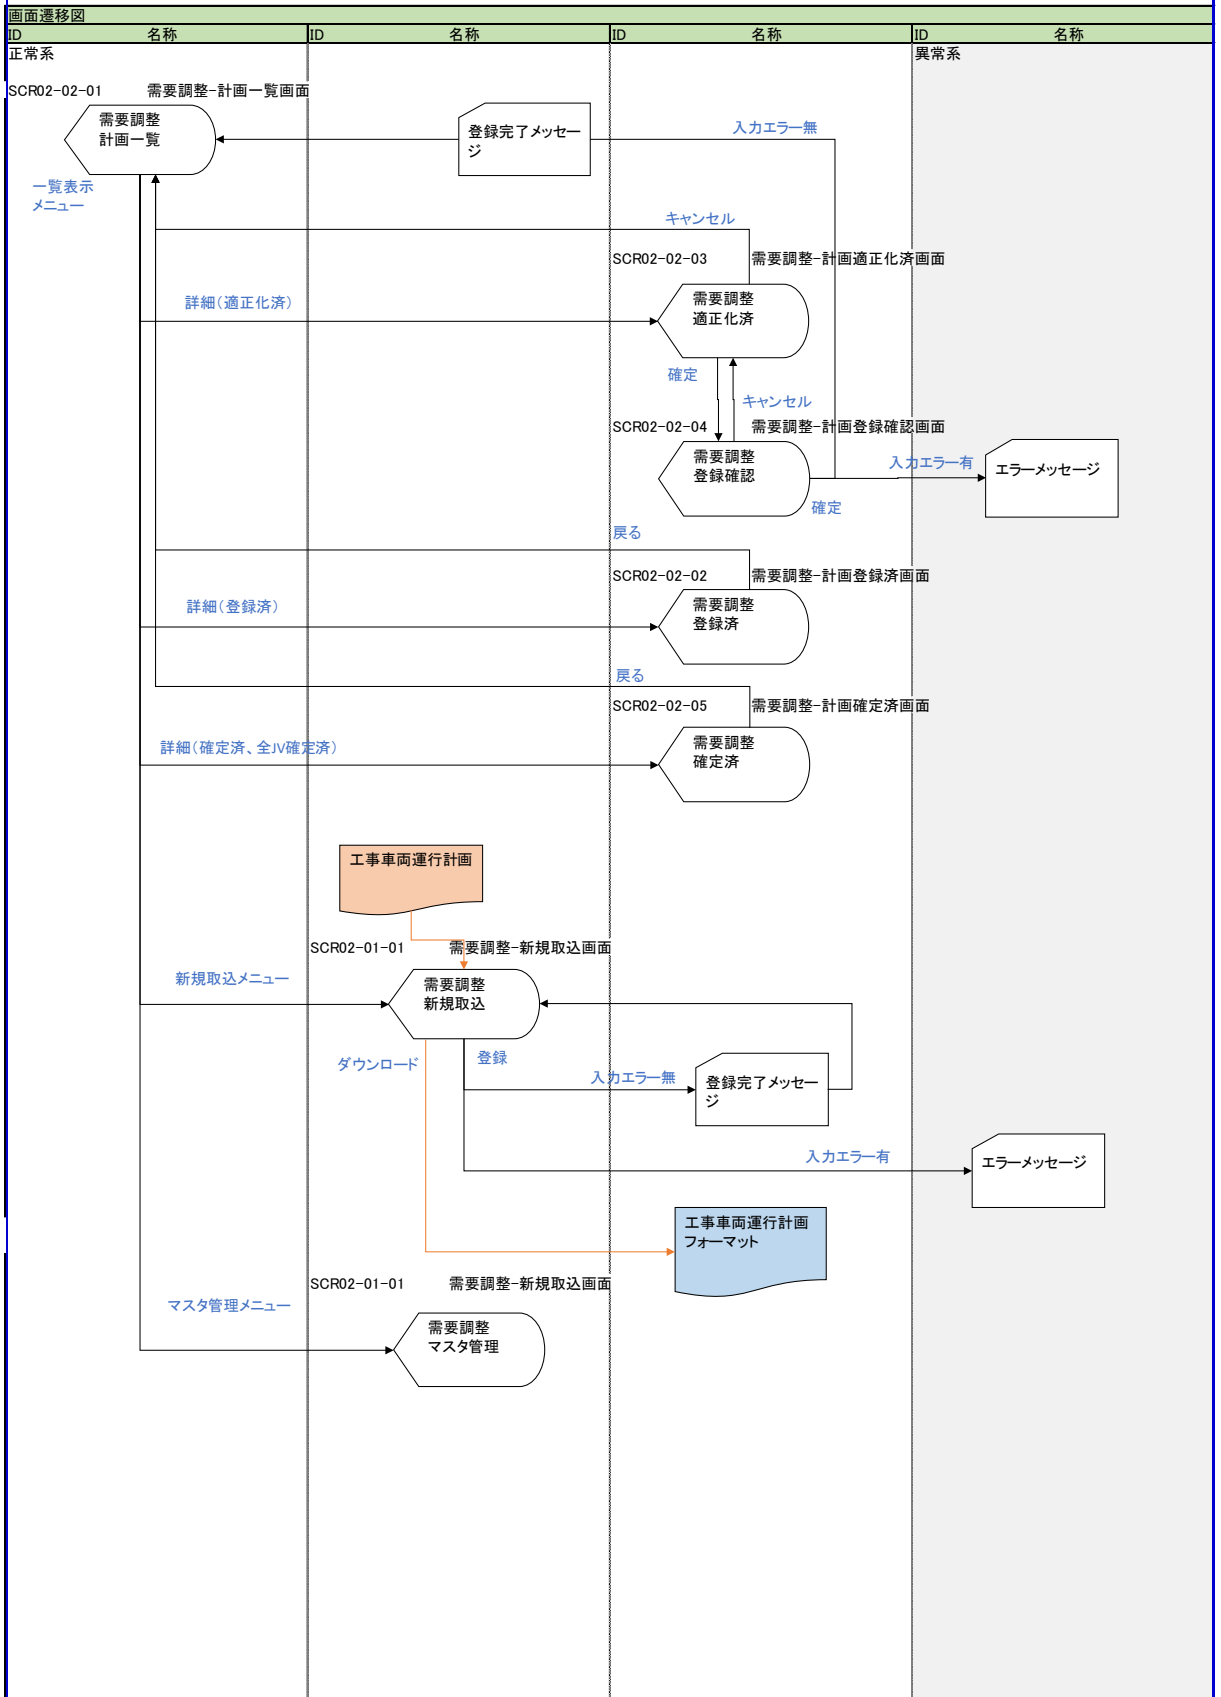 画面遷移図
ID 名称 ID 名称 ID 名称 ID 名称
正常系 異常系
SCR02-02-01 需要調整-計画一覧画面
需要調整
計画一覧
登録完了メッセー
ジ
入力エラー無
一覧表示
メニュー
キャンセル
SCR02-02-03 需要調整-計画適正化済画面
詳細(適正化済)
需要調整
適正化済
確定
キャンセル
SCR02-02-04 需要調整-計画登録確認画面
需要調整
登録確認
入力エラー有
エラーメッセージ
確定
戻る
SCR02-02-02 需要調整-計画登録済画面
詳細(登録済)
需要調整
登録済
戻る
SCR02-02-05 需要調整-計画確定済画面
詳細(確定済、全JV確定済)
需要調整
確定済
工事車両運行計画
SCR02-01-01 需要調整-新規取込画面
新規取込メニュー
需要調整
新規取込
ダウンロード
登録
入力エラー無
登録完了メッセー
ジ
入力エラー有
エラーメッセージ
工事車両運行計画
フォーマット
SCR02-01-01 需要調整-新規取込画面
マスタ管理メニュー
需要調整
マスタ管理